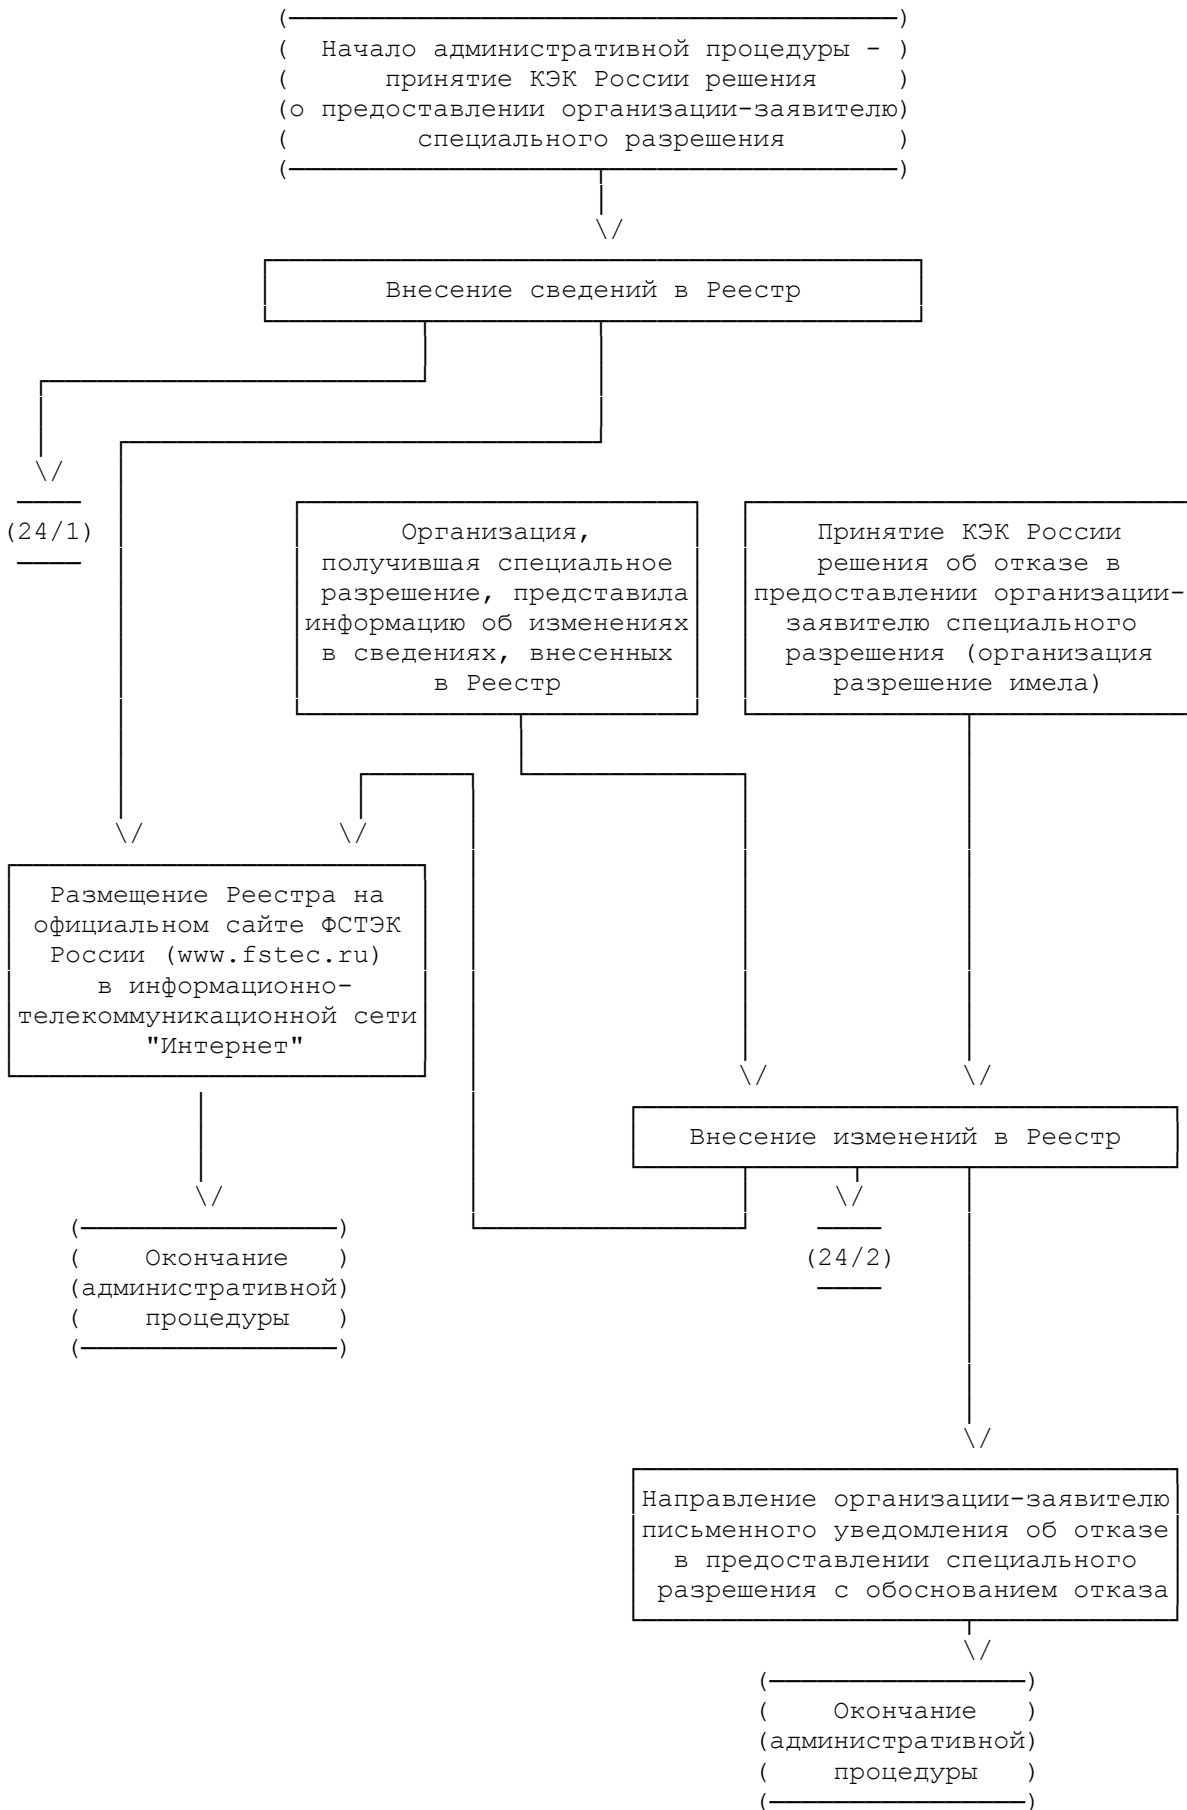 ( Начало административной процедуры - )
( принятие КЭК России решения )
(о предоставлении организации-заявителю)
( специального разрешения )
Внесение сведений в Реестр
(24/1)
Организация,
получившая специальное
разрешение, представила
информацию об изменениях
в сведениях, внесенных
в Реестр
Принятие КЭК России
решения об отказе в
предоставлении организации-
заявителю специального
разрешения (организация
разрешение имела)
Размещение Реестра на
официальном сайте ФСТЭК
России (www.fstec.ru)
в информационно-
телекоммуникационной сети
"Интернет"
Внесение изменений в Реестр
(24/2)
( Окончание )
(административной)
( процедуры )
Направление организации-заявителю
письменного уведомления об отказе
в предоставлении специального
разрешения с обоснованием отказа
( Окончание )
(административной)
( процедуры )